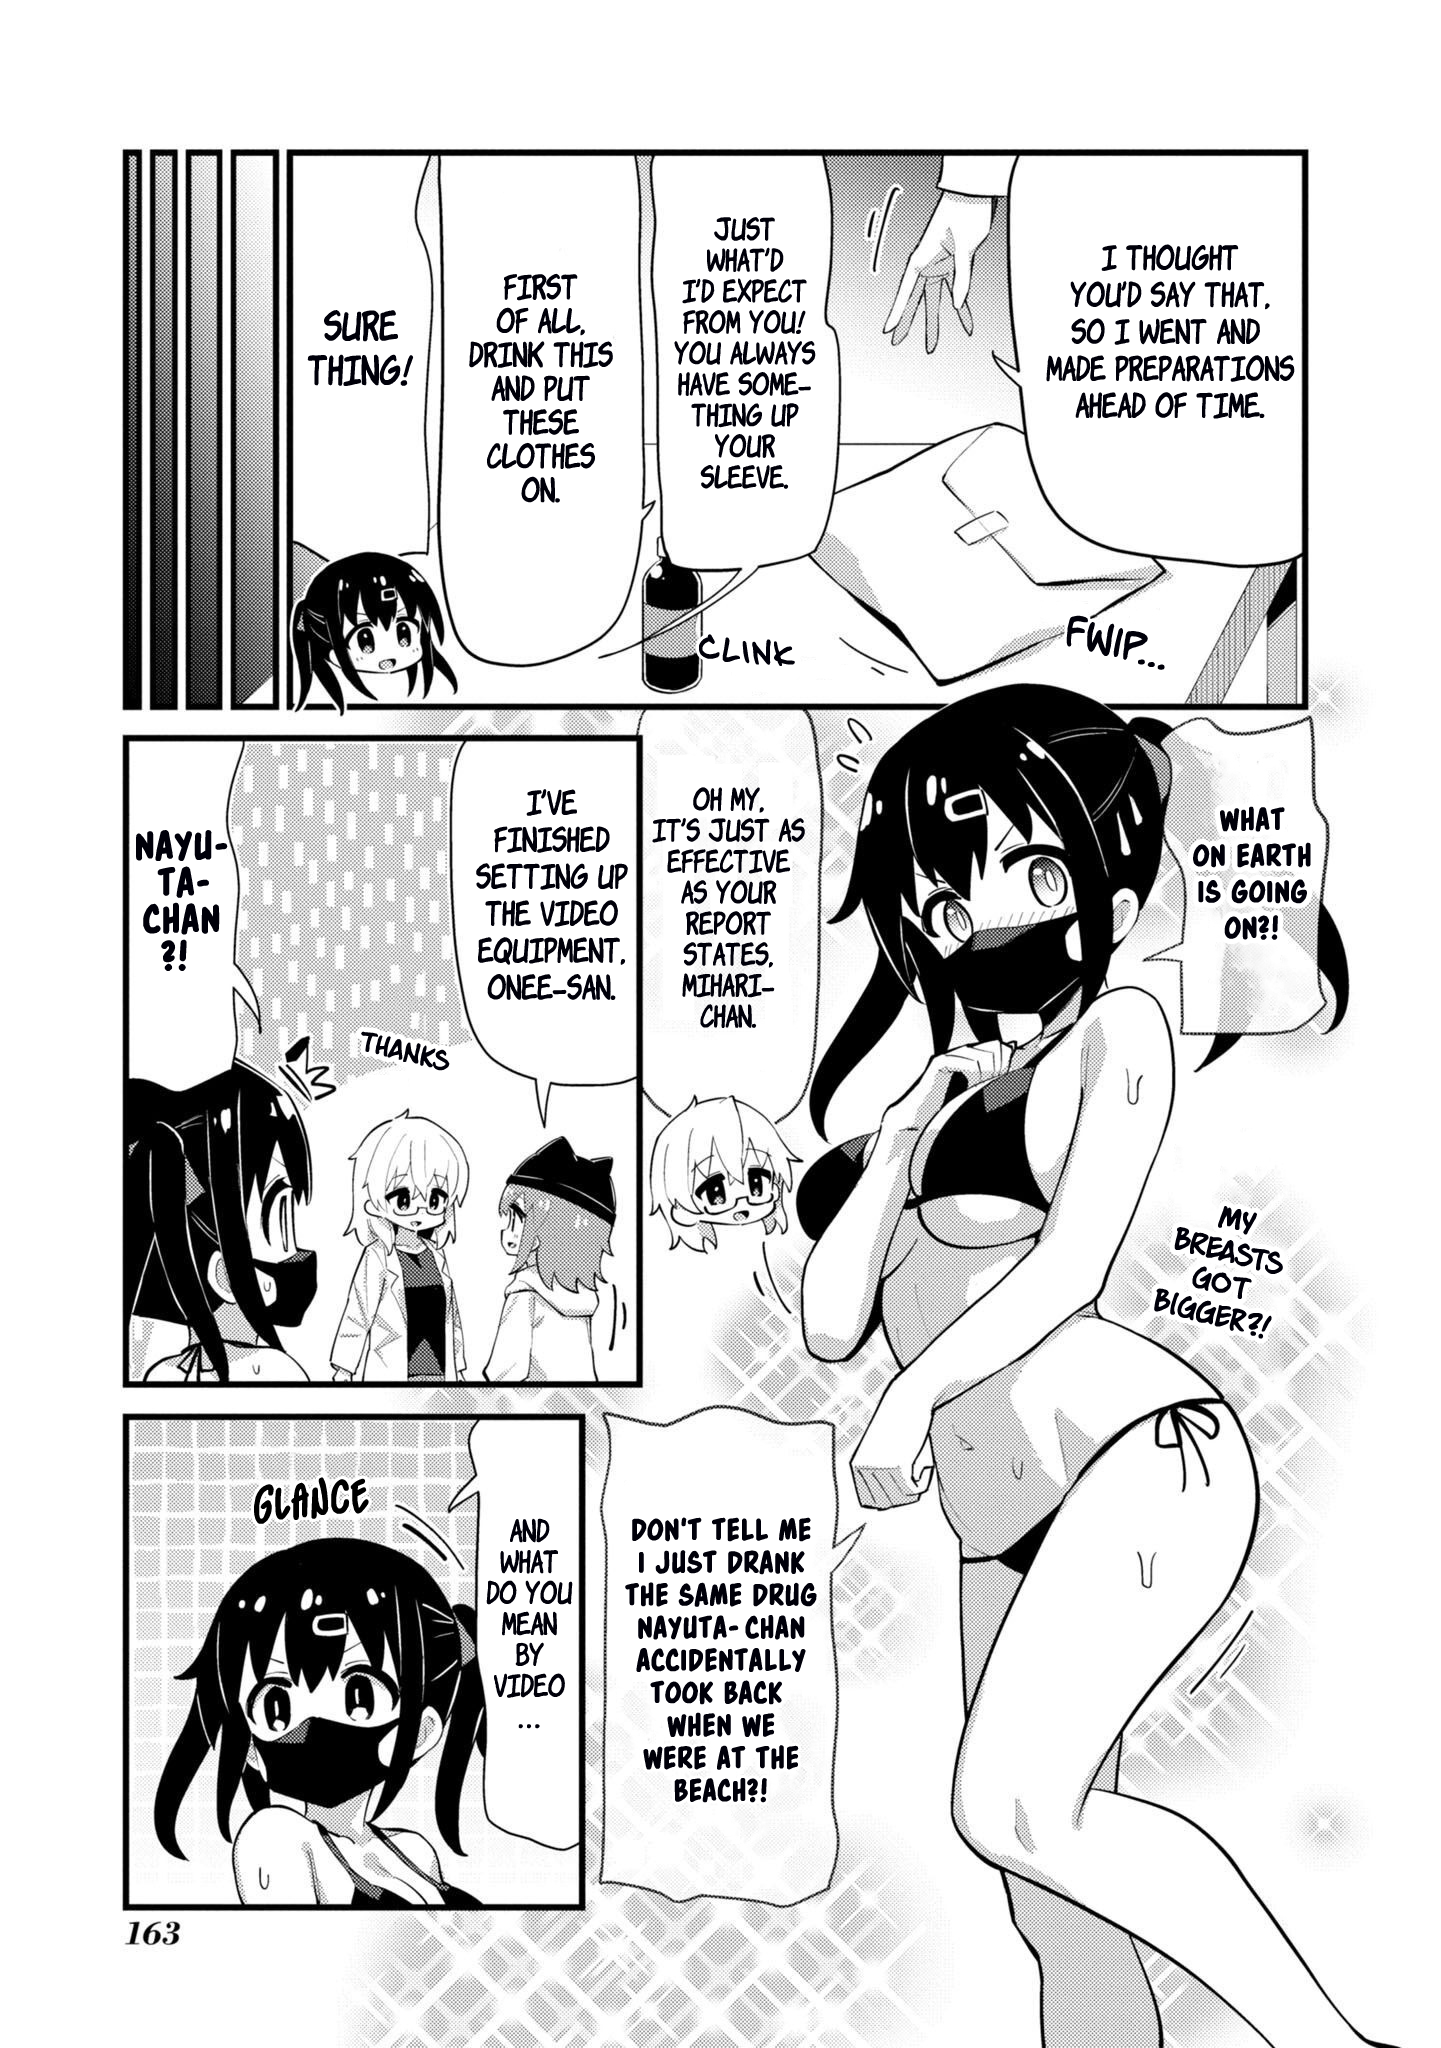 I THOUGHT
YOU'D SAY THAT,
SO I WENT AND
MADE PREPARATIONS
AHEAD OF TIME.
JUST
WHAT'D
I'D EXPECT
FROM YOU!
YOU ALWAYS
HAVE SOME-
THING UP
YOUR
SLEEVE.
FWIP...
CLINK
FIRST
OF ALL,
DRINK THIS
AND PUT
THESE
CLOTHES
ON.
SURE
THING!
WHAT
ON EARTH
IS GOING
ON?!
OH MY,
IT'S JUST AS
EFFECTIVE
AS YOUR
REPORT
STATES,
MIHARI-
CHAN.
MY
BREASTS
GOT
BIGGER?!
DON'T TELL ME
I JUST DRANK
THE SAME DRUG
NAYUTA-CHAN
ACCIDENTALLY
TOOK BACK
WHEN WE
WERE AT THE
BEACH?!
I'VE
FINISHED
SETTING UP
THE VIDEO
EQUIPMENT,
ONEE-SAN.
THANKS
NAYU-
TA-
CHAN
?!
AND
WHAT
DO YOU
MEAN
BY
VIDEO
...
GLANCE
163